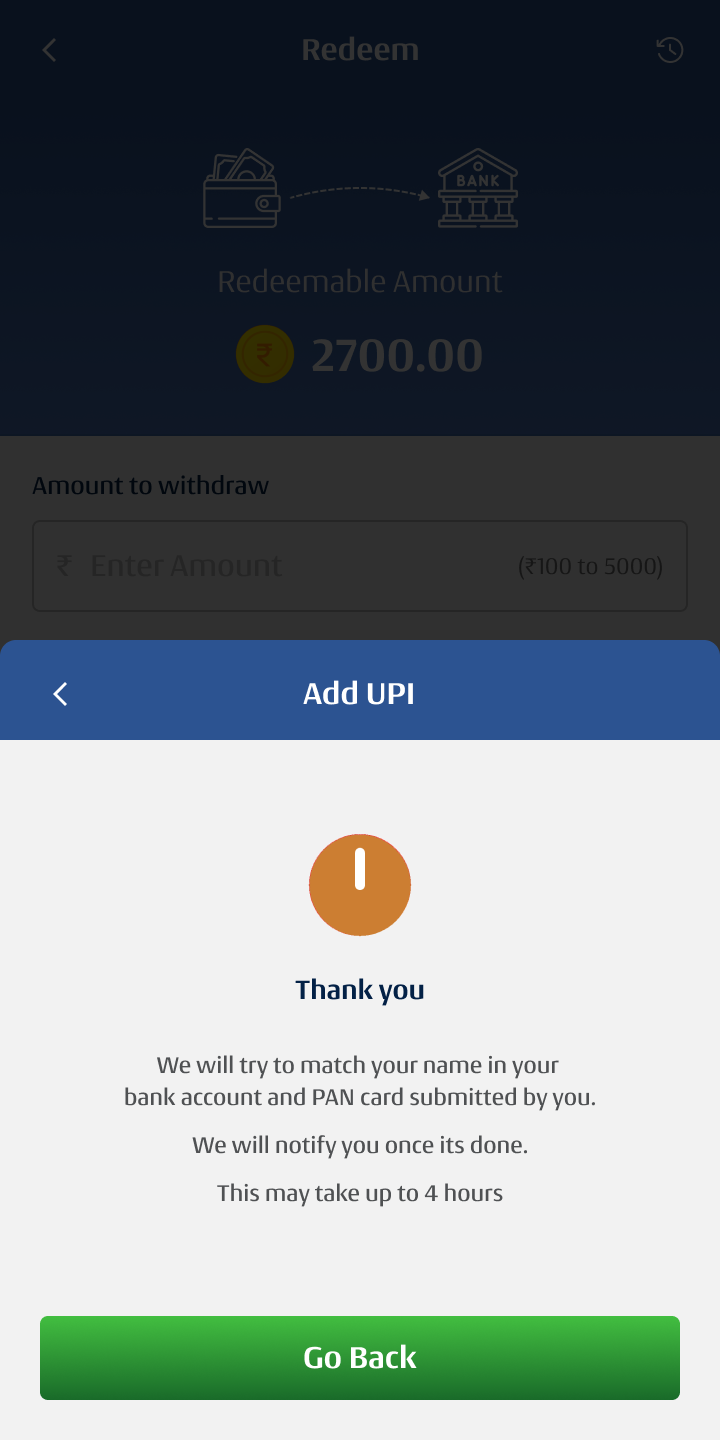 Redeem
BANK
Redeemable Amount
₹ 2700.00
Amount to withdraw
₹ Enter Amount (₹100 to 5000)
Add UPI
Thank you
We will try to match your name in your
bank account and PAN card submitted by you.
We will notify you once its done.
This may take up to 4 hours
Go Back